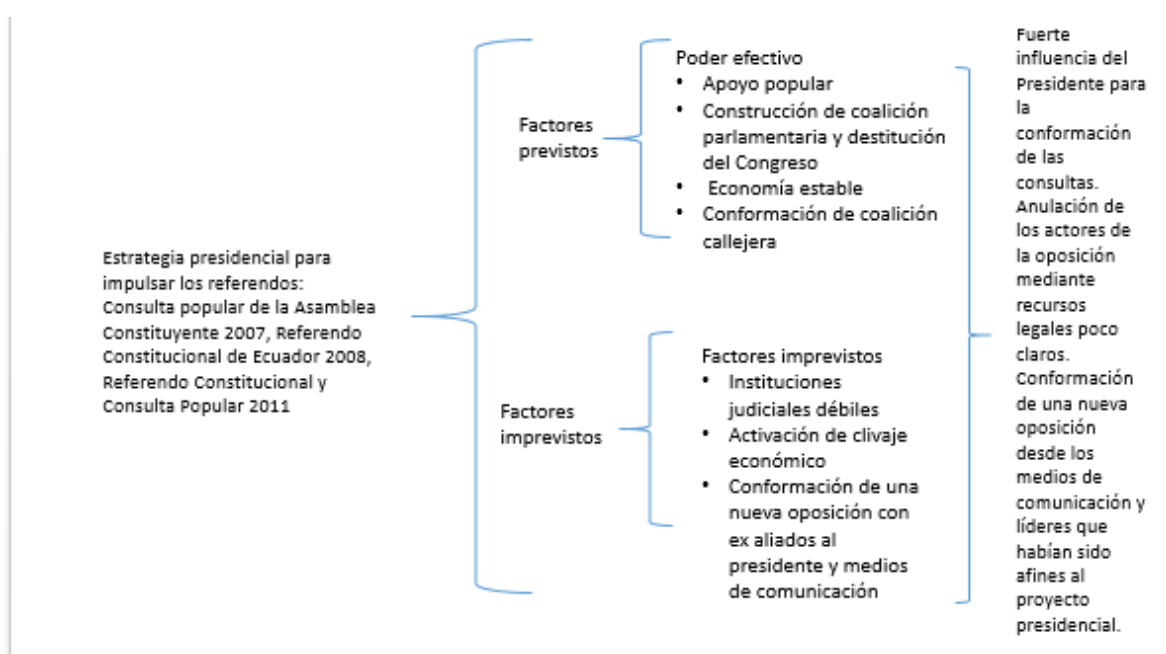 Estrategia presidencial para
impulsar los referendos:
Consulta popular de la Asamblea
Constituyente 2007, Referendo
Constitucional de Ecuador 2008,
Referendo Constitucional y
Consulta Popular 2011
Factores
previstos
Poder efectivo
• Apoyo popular
• Construcción de coalición
parlamentaria y destitución
del Congreso
• Economía estable
• Conformación de coalición
callejera
Factores
imprevistos
Factores imprevistos
• Instituciones
judiciales débiles
• Activación de clivaje
económico
• Conformación de una
nueva oposición con
ex aliados al
presidente y medios
de comunicación
Fuerte
influencia del
Presidente para
la
conformación
de las
consultas.
Anulación de
los actores de
la oposición
mediante
recursos
legales poco
claros.
Conformación
de una nueva
oposición
desde los
medios de
comunicación y
líderes que
habían sido
afines al
proyecto
presidencial.